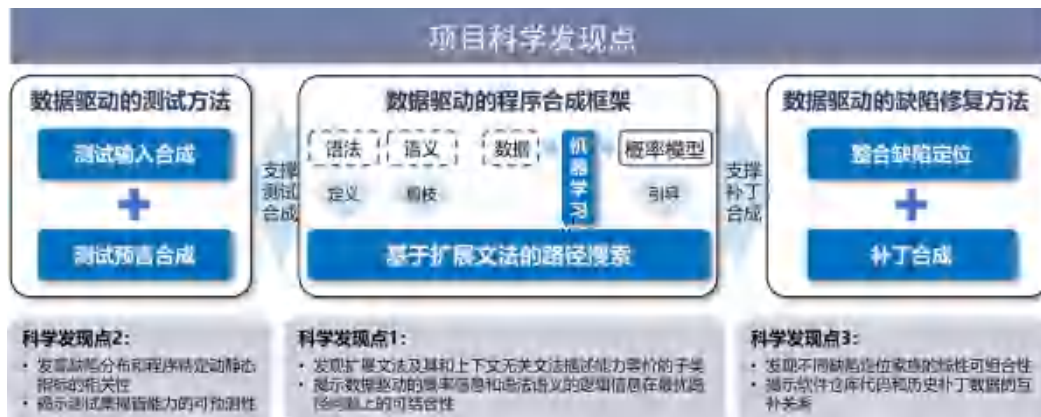 项目科学发现点
数据驱动的测试方法
测试输入合成
+
测试预言合成
支撑
测试
合成
数据驱动的程序合成框架
语法
语义
数据
机器学习
概率模型
定义
剪枝
引导
基于扩展文法的路径搜索
支撑
补丁
合成
数据驱动的缺陷修复方法
整合缺陷定位
+
补丁合成
科学发现点2：
• 发现缺陷分布和程序特定动静态
指标的相关性
• 揭示测试集揭错能力的可预测性
科学发现点1：
• 发现扩展文法及其和上下文无关文法描述能力等价的子类
• 揭示数据驱动的概率信息和语法语义的逻辑信息在最优路
径问题上的可结合性
科学发现点3：
• 发现不同缺陷定位家族的线性可组合性
• 揭示软件仓库代码和历史补丁数据的互
补关系